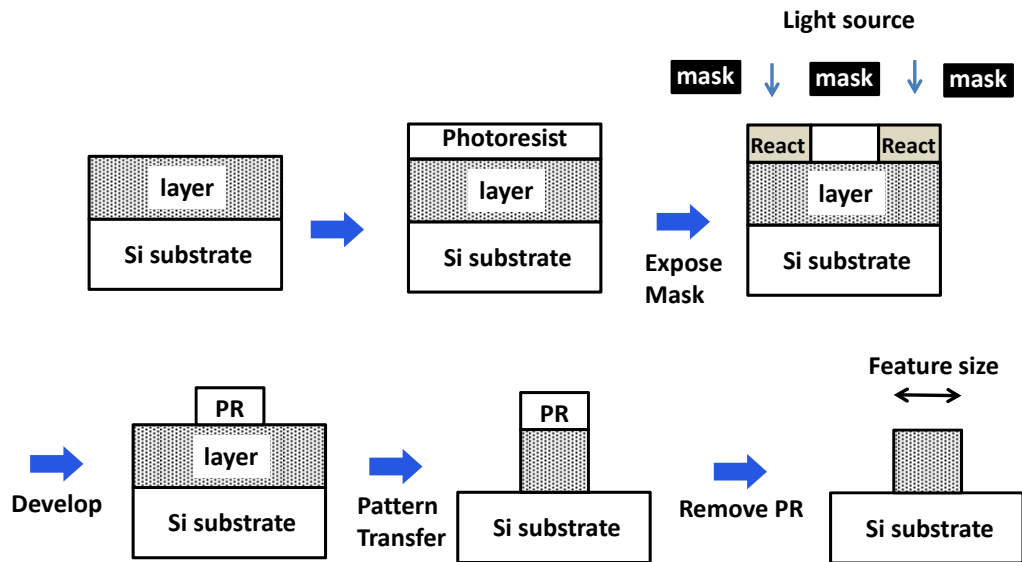 Light source
mask
mask
mask
layer
Si substrate
Photoresist
layer
Si substrate
Expose
Mask
React
React
layer
Si substrate
Develop
PR
layer
Si substrate
Pattern
Transfer
PR
Si substrate
Remove PR
Feature size
Si substrate